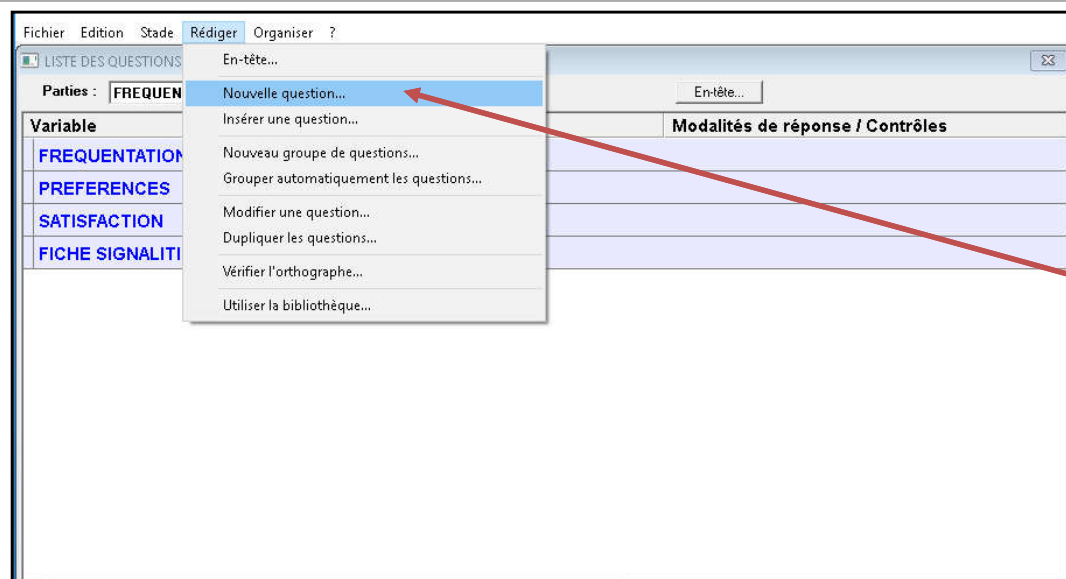 Fichier Edition Stade Rédiger Organiser ?
LISTE DES QUESTIONS
En-tête...
Parties : FREQUEN
Nouvelle question...
En-tête...
Variable
Insérer une question...
Modalités de réponse / Contrôles
FREQUENTATION
Nouveau groupe de questions...
Grouper automatiquement les questions...
PREFERENCES
SATISFACTION
Modifier une question...
Dupliquer les questions...
FICHE SIGNALITI
Vérifier l'orthographe...
Utiliser la bibliothèque...